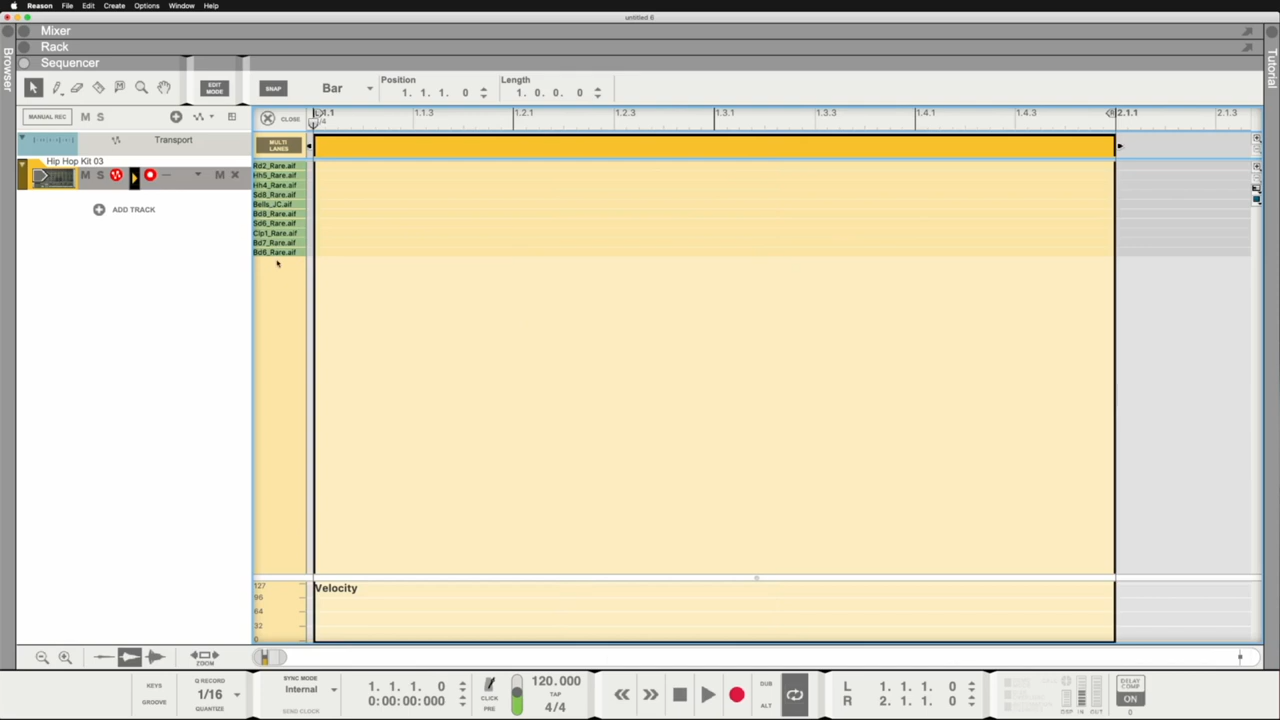 Reason File Edit Create Options Window Help
untitled 6
Mixer
Rack
Sequencer
Browser
Tutorial
EDIT
MODE
SNAP
Bar
Position
1. 1. 1. 0
Length
1. 0. 0. 0
MANUAL REC
M S
CLOSE
1.1.3 1.2.1 1.2.3 1.3.1 1.3.3 1.4.1 1.4.3 2.1.1 2.1.3
Transport
MULTI
LANES
Hip Hop Kit 03
M S
M
ADD TRACK
Rd2_Rare.aif
Hh5_Rare.aif
Hh4_Rare.aif
Sd8_Rare.aif
Bells_JC.aif
Bd8_Rare.aif
Sd6_Rare.aif
Clp1_Rare.aif
Bd7_Rare.aif
Bd6_Rare.aif
Velocity
127
96
64
32
0
ZOOM
KEYS
GROOVE
Q RECORD
1/16
QUANTIZE
SYNC MODE
Internal
SEND CLOCK
1. 1. 1. 0
0:00:00:000
CLICK
PRE
120.000
TAP
4/4
DUB
ALT
L 1. 1. 1. 0
R 2. 1. 1. 0
DSP IN OUT
DELAY
COMP
ON
0